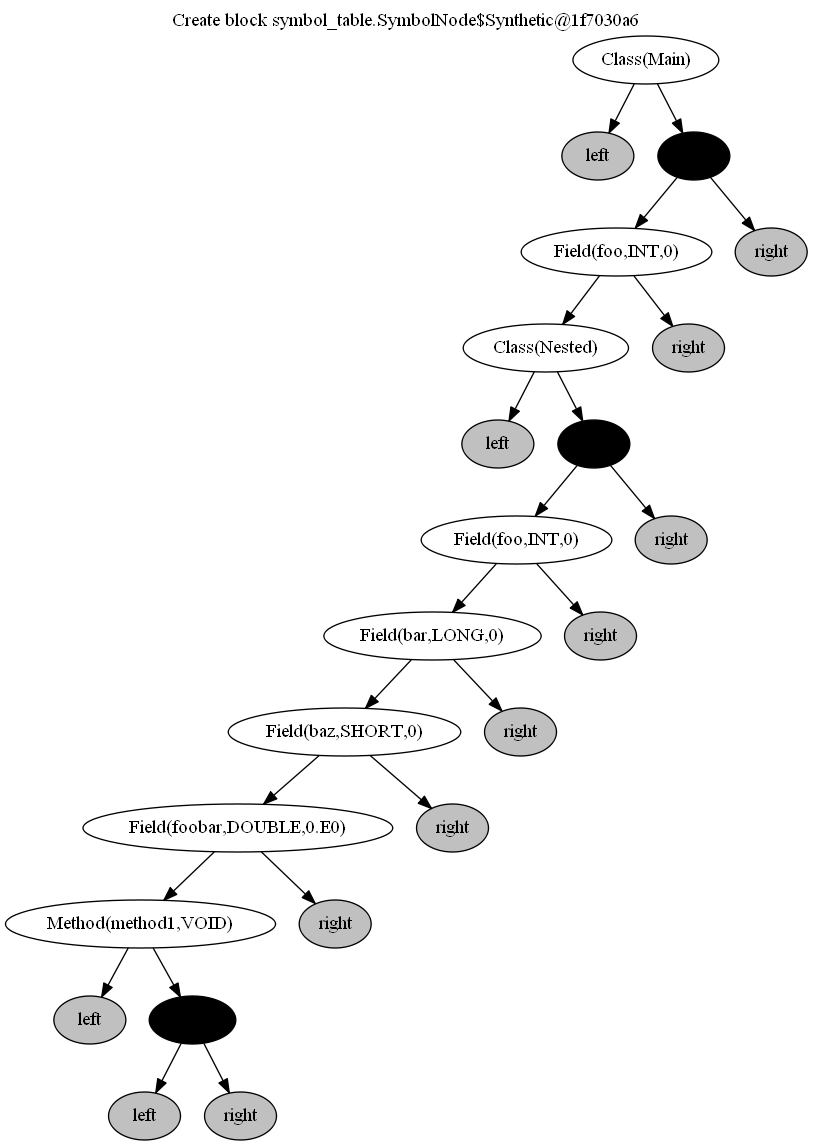 Create block symbol_table.SymbolNode$Synthetic@1f7030a6
Class(Main)
left
Field(foo,INT,0)
right
Class(Nested)
right
left
Field(foo,INT,0)
right
Field(bar,LONG,0)
right
Field(baz,SHORT,0)
right
Field(foobar,DOUBLE,0.E0)
right
Method(method1,VOID)
right
left
left
right